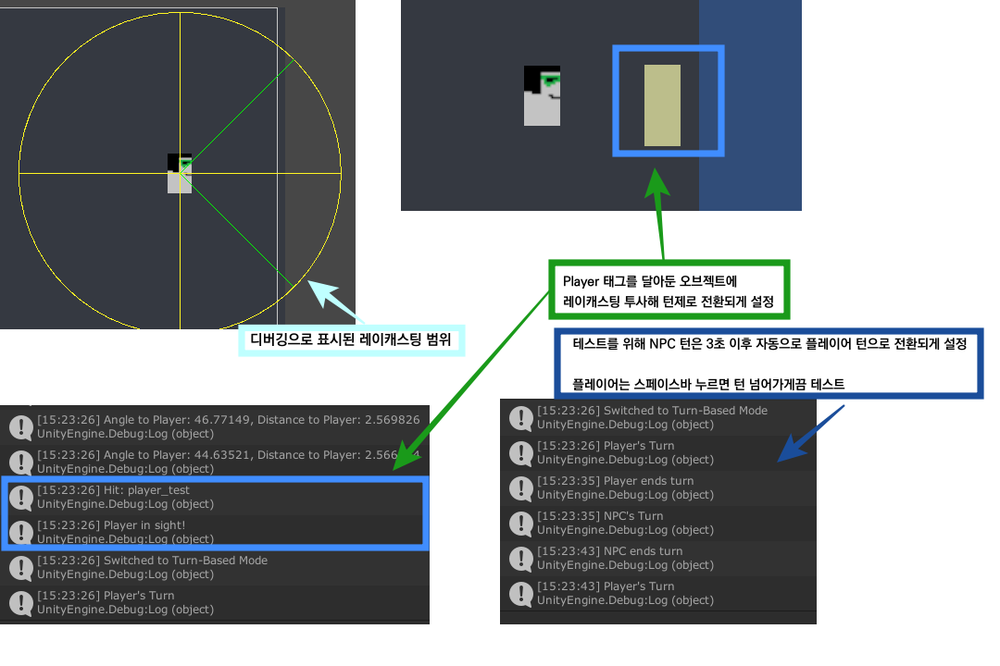 Player 태그를 달아둔 오브젝트에
레이캐스팅 투사해 턴제로 전환되게 설정
디버깅으로 표시된 레이캐스팅 범위
테스트를 위해 NPC 턴은 3초 이후 자동으로 플레이어 턴으로 전환되게 설정
플레이어는 스페이스바 누르면 턴 넘어가게끔 테스트
[15:23:26] Angle to Player: 46.77149, Distance to Player: 2.569826
UnityEngine.Debug:Log (object)
[15:23:26] Angle to Player: 44.63521, Distance to Player:
UnityEngine.Debug:Log (object)
[15:23:26] Hit: player_test
UnityEngine.Debug:Log (object)
[15:23:26] Player in sight!
UnityEngine.Debug:Log (object)
[15:23:26] Switched to Turn-Based Mode
UnityEngine.Debug:Log (object)
[15:23:26] Player's Turn
UnityEngine.Debug:Log (object)
[15:23:26] Switched to Turn-Based Mode
UnityEngine.Debug:Log (object)
[15:23:26] Player's Turn
UnityEngine.Debug:Log (object)
[15:23:35] Player ends turn
UnityEngine.Debug:Log (object)
[15:23:35] NPC's Turn
UnityEngine.Debug:Log (object)
[15:23:43] NPC ends turn
UnityEngine.Debug:Log (object)
[15:23:43] Player's Turn
UnityEngine.Debug:Log (object)